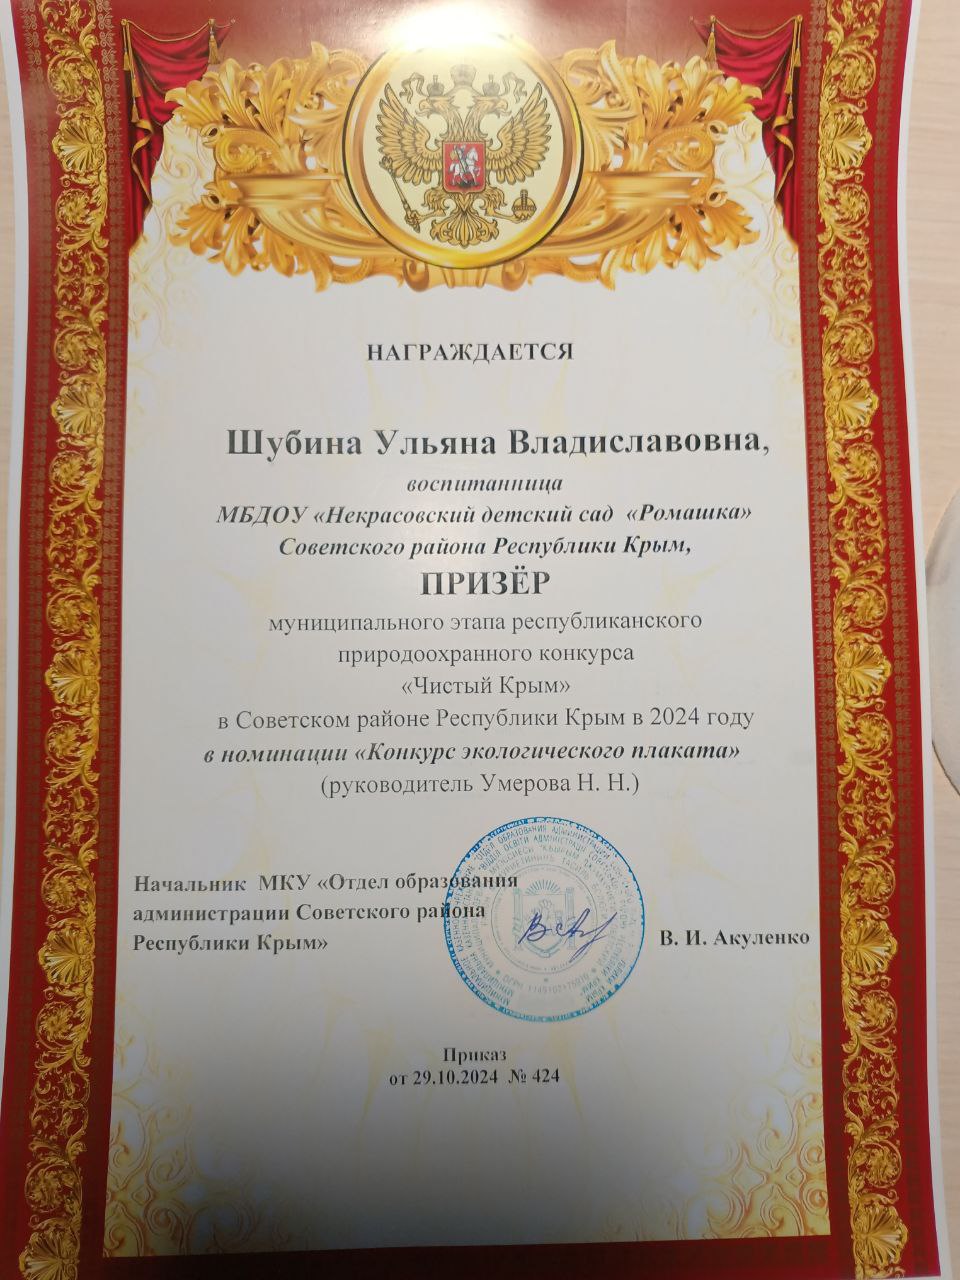 НАГРАЖДАЕТСЯ
Шубина Ульяна Владиславовна,
воспитанница
МБДОУ «Некрасовский детский сад «Ромашка»
Советского района Республики Крым,
ПРИЗЁР
муниципального этапа республиканского
природоохранного конкурса
«Чистый Крым»
в Советском районе Республики Крым в 2024 году
в номинации «Конкурс экологического плаката»
(руководитель Умерова Н. Н.)
Начальник МКУ «Отдел образования
администрации Советского района
Республики Крым»
В. И. Акуленко
Приказ
от 29.10.2024 № 424